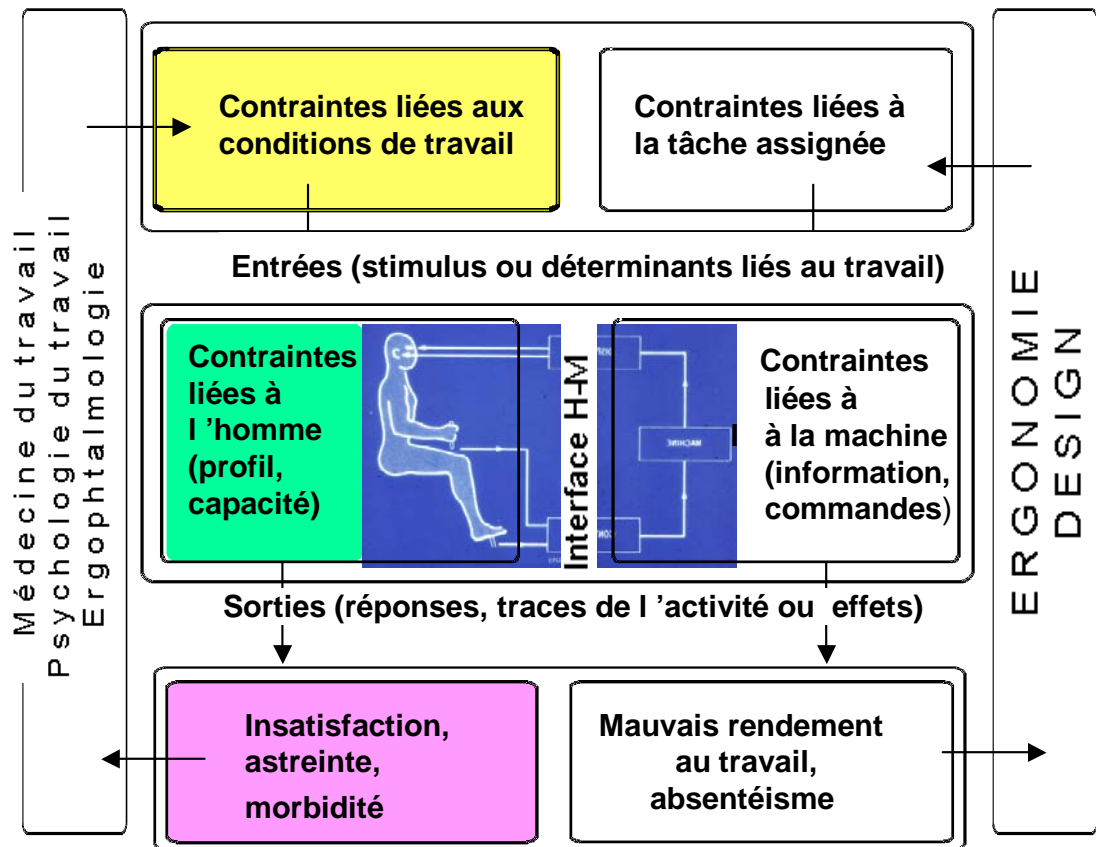 Médecine du travail
Psychologie du travail
Ergophtalmologie
Contraintes liées aux
conditions de travail
Contraintes liées à
la tâche assignée
Entrées (stimulus ou déterminants liés au travail)
Contraintes
liées à
l ’homme
(profil,
capacité)
Interface H-M
MACHINE
Contraintes
liées à
à la machine
(information,
commandes)
Sorties (réponses, traces de l ’activité ou effets)
Insatisfaction,
astreinte,
morbidité
Mauvais rendement
au travail,
absentéisme
ERGONOMIE
DESIGN